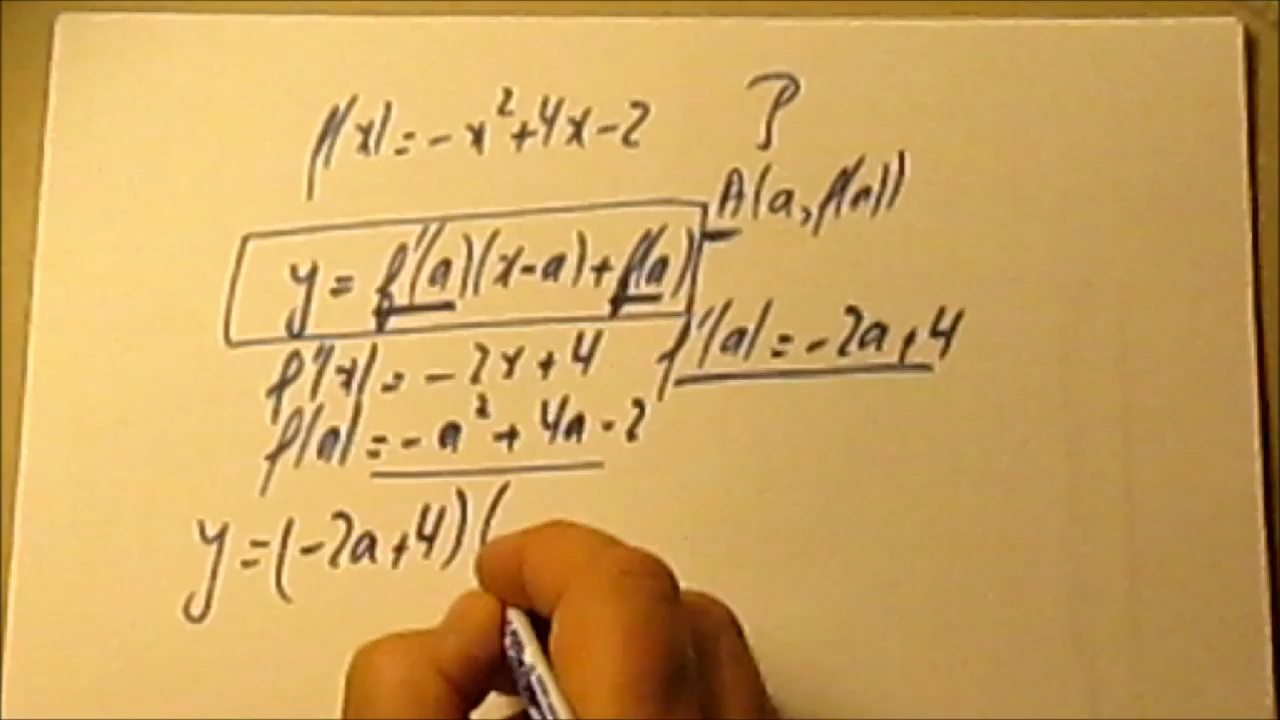 f(x) = -x²+4x-2 P
A(a, f(a))
y = f'(a)(x-a)+f(a)
f'(x) = -2x+4 f'(a) = -2a+4
f(a) = -a²+4a-2
y=(-2a+4)(